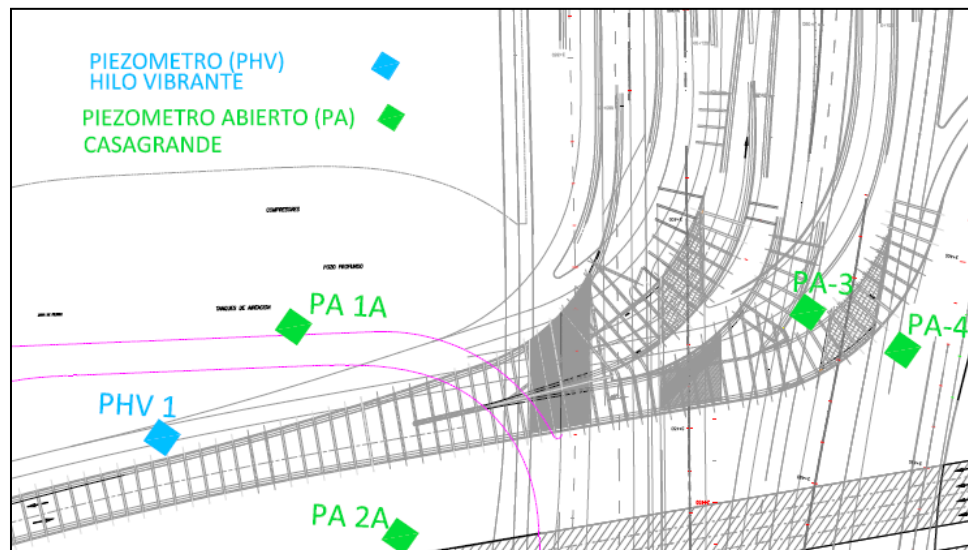 PIEZOMETRO (PHV)
HILO VIBRANTE
PIEZOMETRO ABIERTO (PA)
CASAGRANDE
COMPRESORES
POZO PROFUNDO
TANQUES DE AIREACION
PA 1A
PA-3
PA-4
PHV 1
PA 2A